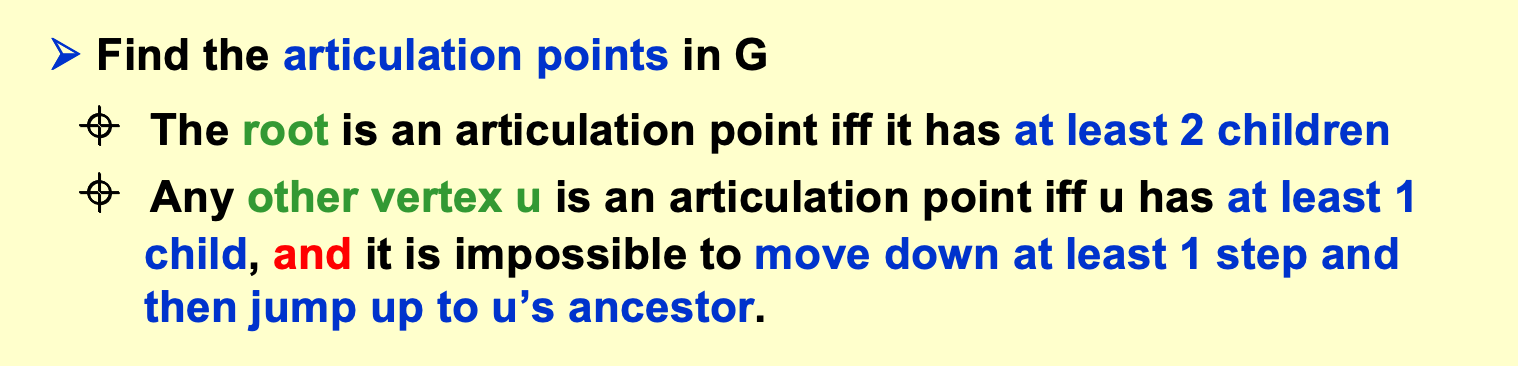 ➢ Find the articulation points in G
⌖ The root is an articulation point iff it has at least 2 children
⌖ Any other vertex u is an articulation point iff u has at least 1
child, and it is impossible to move down at least 1 step and
then jump up to u’s ancestor.